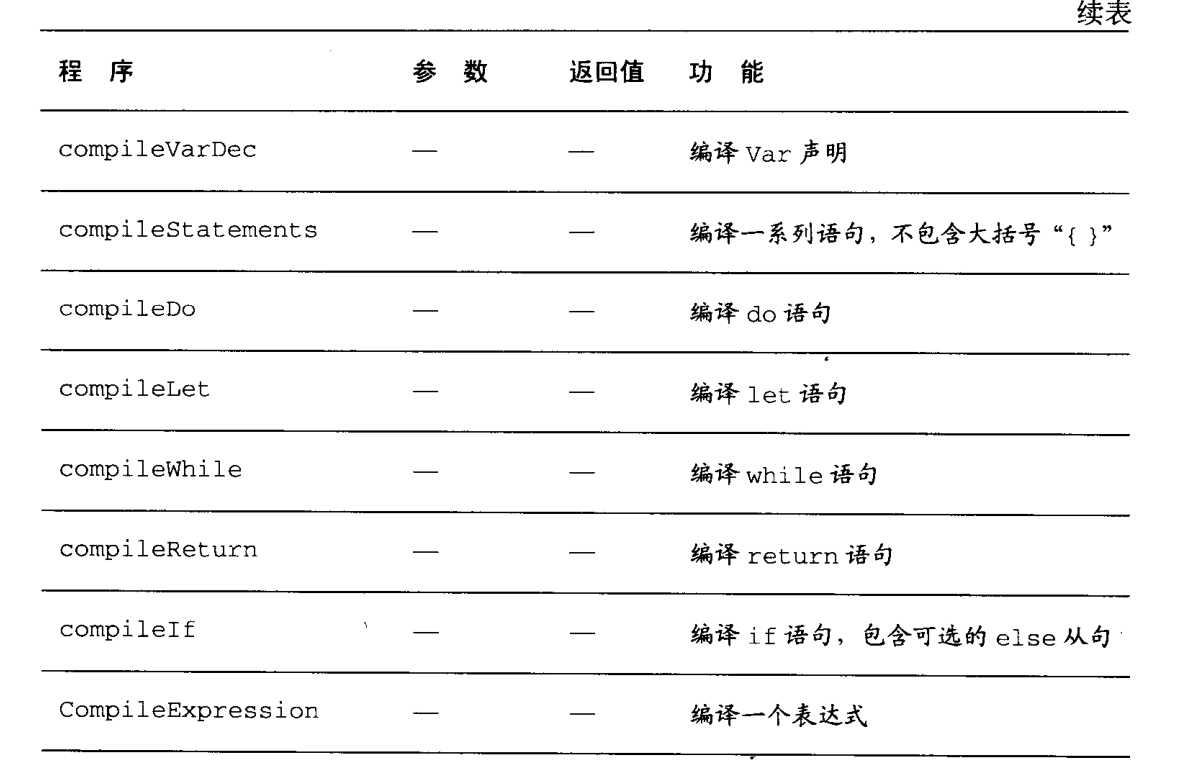 续表
程 序 参 数 返回值 功 能
compileVarDec — — 编译 Var 声明
compileStatements — — 编译一系列语句，不包含大括号“{ }”
compileDo — — 编译 do 语句
compileLet — — 编译 let 语句
compileWhile — — 编译 while 语句
compileReturn — — 编译 return 语句
compileIf — — 编译 if 语句，包含可选的 else 从句
CompileExpression — — 编译一个表达式